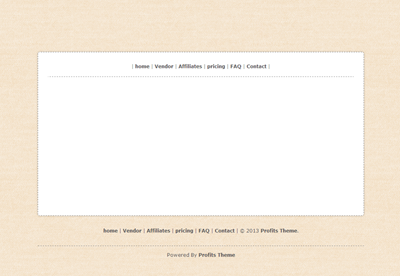 | home | Vendor | Affiliates | pricing | FAQ | Contact |
home | Vendor | Affiliates | pricing | FAQ | Contact | © 2013 Profits Theme.
Powered By Profits Theme